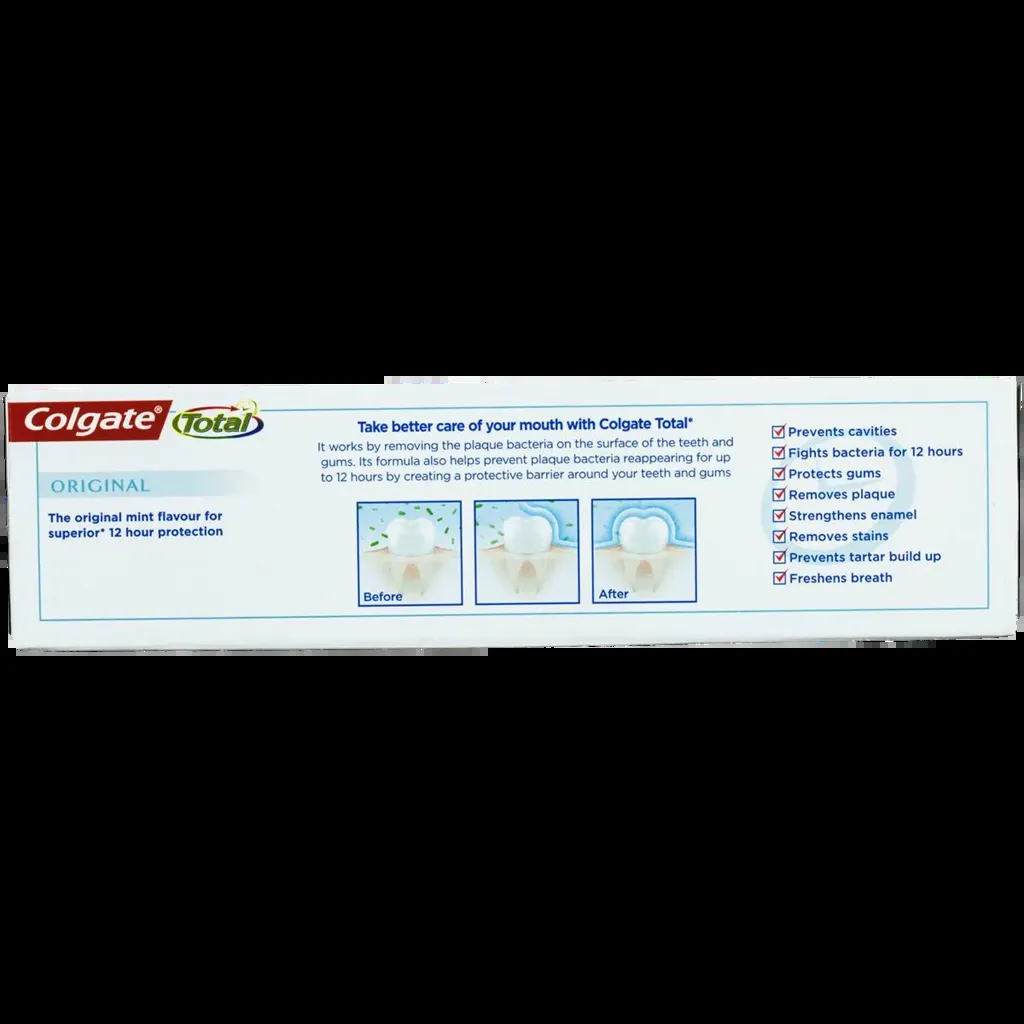 Colgate®
Total
ORIGINAL
The original mint flavour for
superior* 12 hour protection
Take better care of your mouth with Colgate Total*
It works by removing the plaque bacteria on the surface of the teeth and
gums. Its formula also helps prevent plaque bacteria reappearing for up
to 12 hours by creating a protective barrier around your teeth and gums
Before
After
Prevents cavities
Fights bacteria for 12 hours
Protects gums
Removes plaque
Strengthens enamel
Removes stains
Prevents tartar build up
Freshens breath